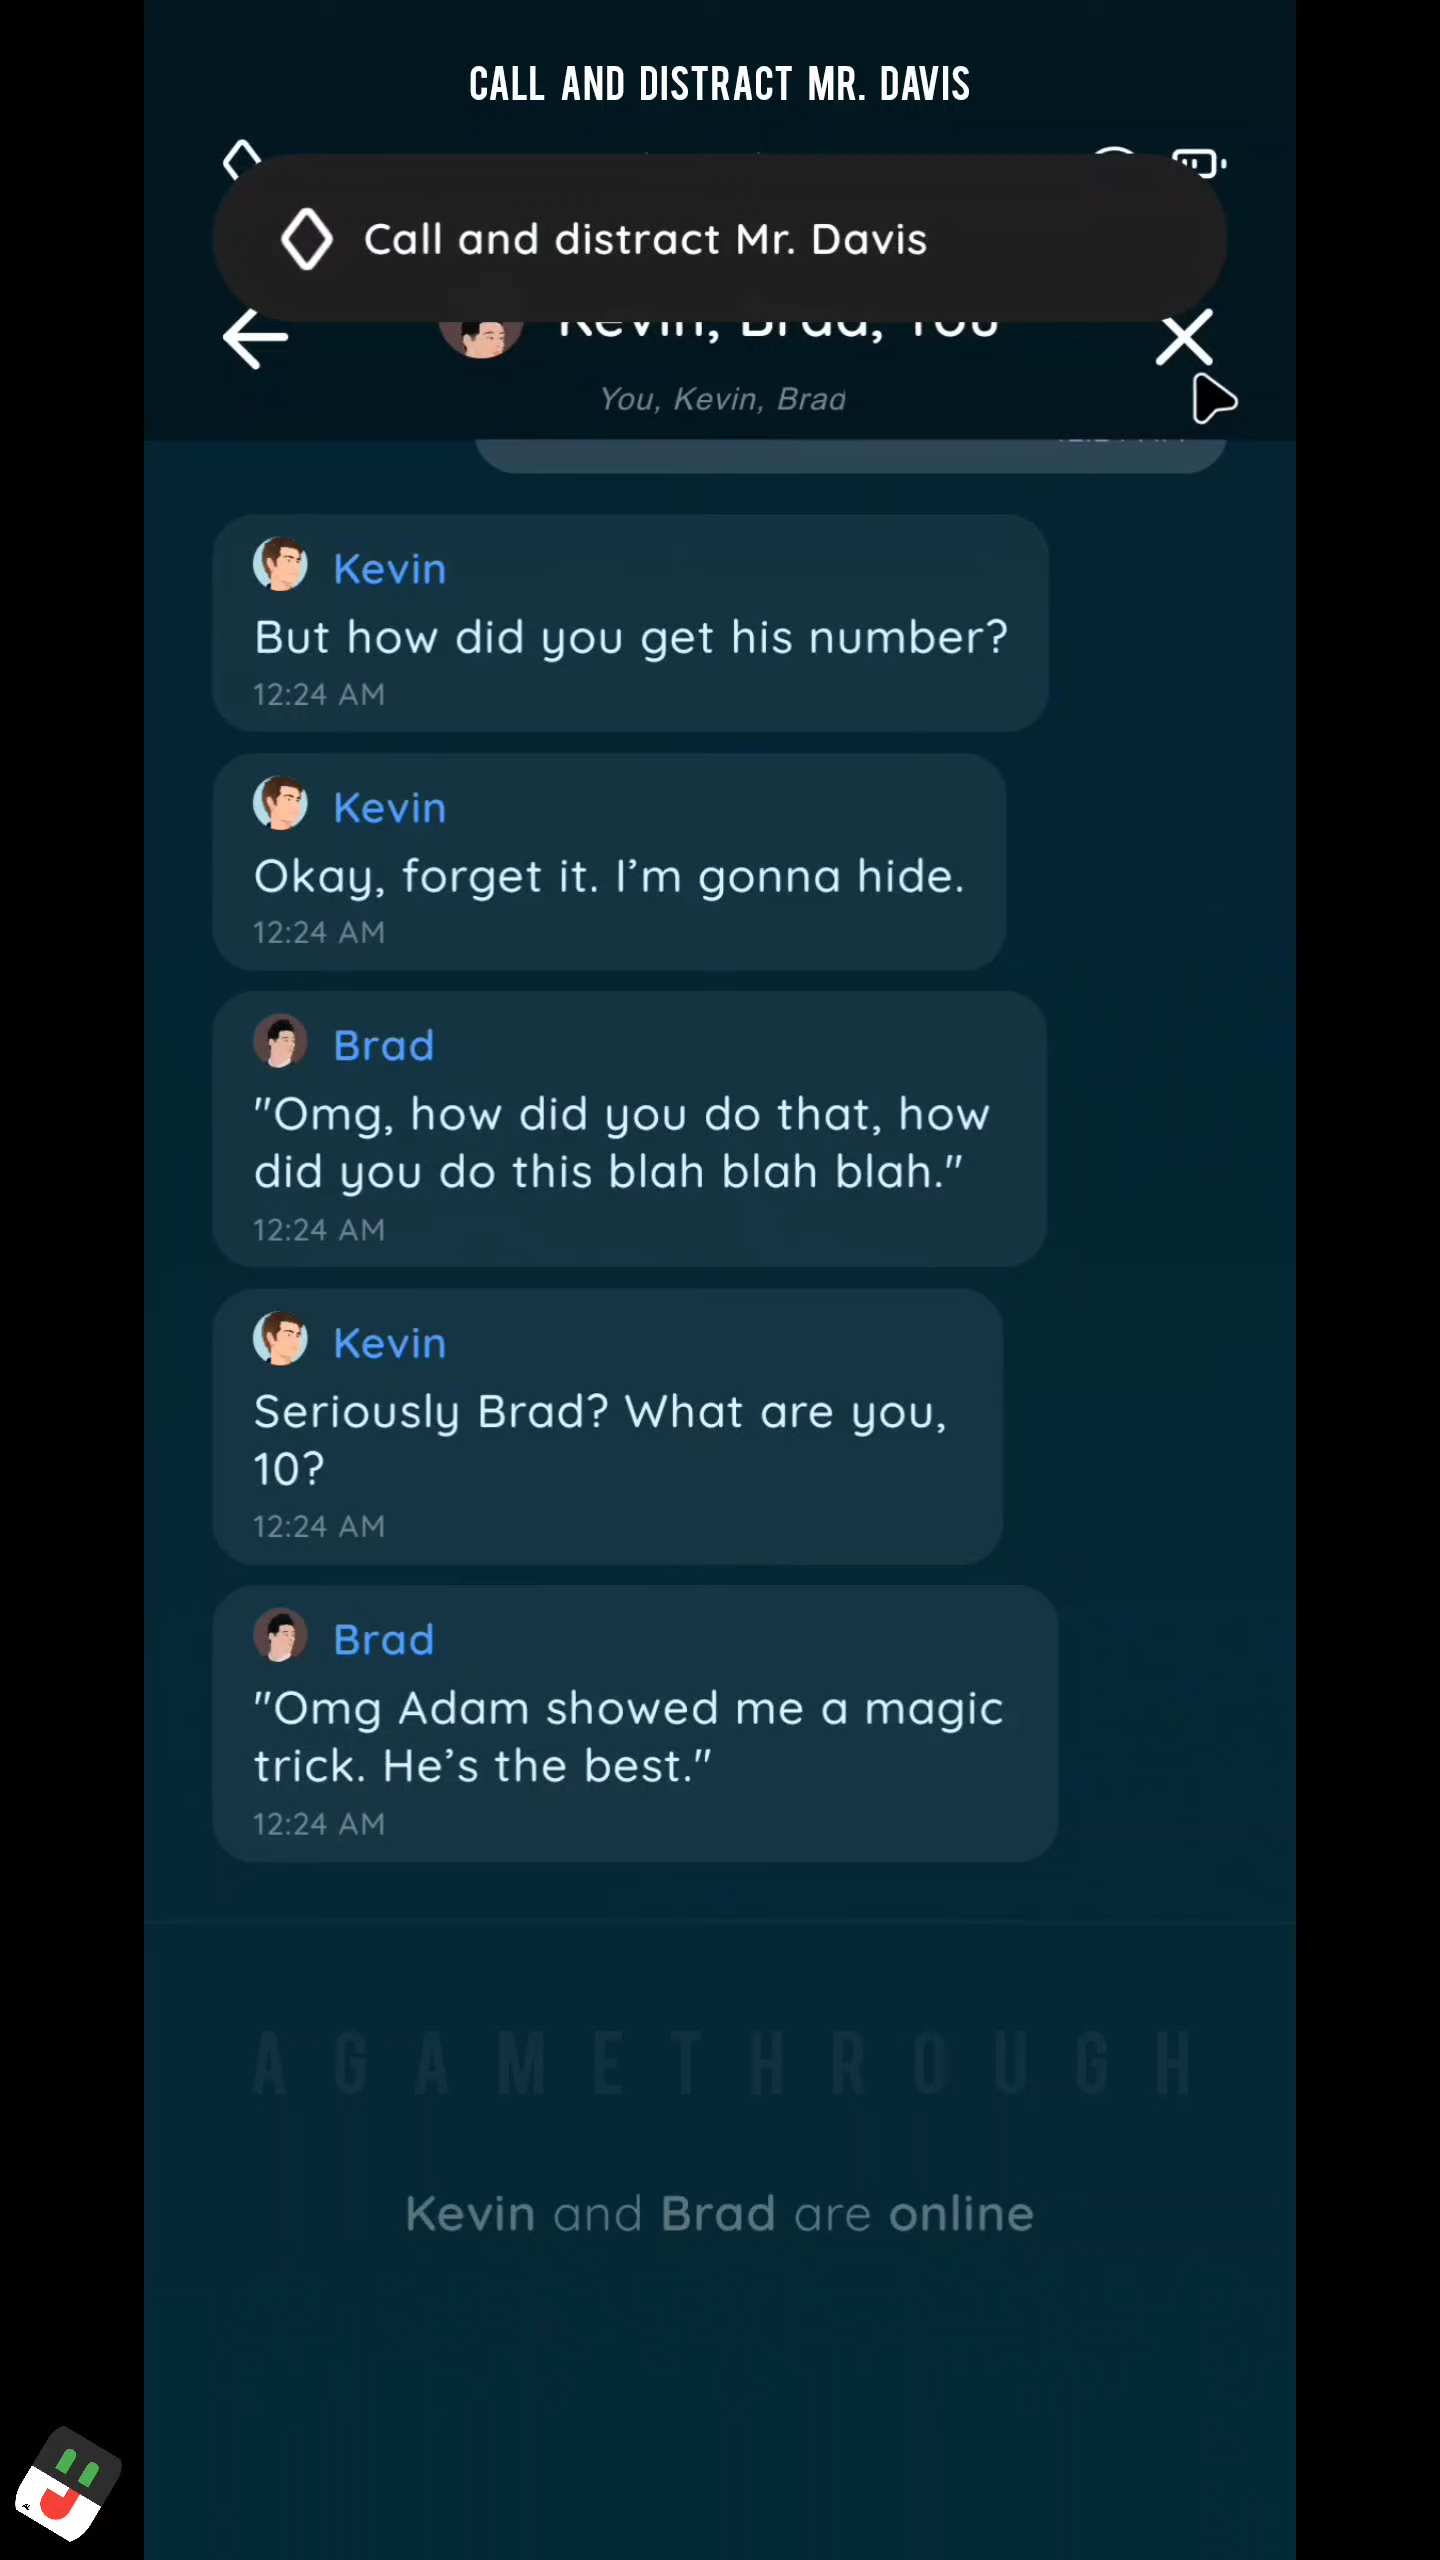 CALL AND DISTRACT MR. DAVIS
Call and distract Mr. Davis
Kevin, Brad, You
You, Kevin, Brad
Kevin
But how did you get his number?
12:24 AM
Kevin
Okay, forget it. I’m gonna hide.
12:24 AM
Brad
"Omg, how did you do that, how
did you do this blah blah blah."
12:24 AM
Kevin
Seriously Brad? What are you,
10?
12:24 AM
Brad
"Omg Adam showed me a magic
trick. He’s the best."
12:24 AM
AGAMETHROUGH
Kevin and Brad are online